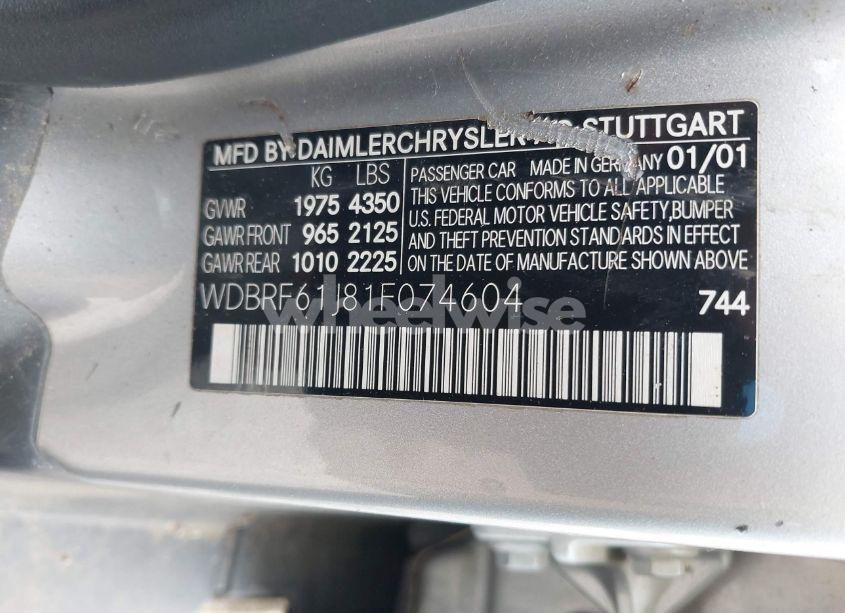 MFD BY DAIMLERCHRYSLER STUTTGART
KG LBS
GVWR 1975 4350
GAWR FRONT 965 2125
GAWR REAR 1010 2225
PASSENGER CAR MADE IN GERMANY 01/01
THIS VEHICLE CONFORMS TO ALL APPLICABLE
U.S. FEDERAL MOTOR VEHICLE SAFETY,BUMPER
AND THEFT PREVENTION STANDARDS IN EFFECT
ON THE DATE OF MANUFACTURE SHOWN ABOVE
WDBRF61J81F074604
744
wheelwise